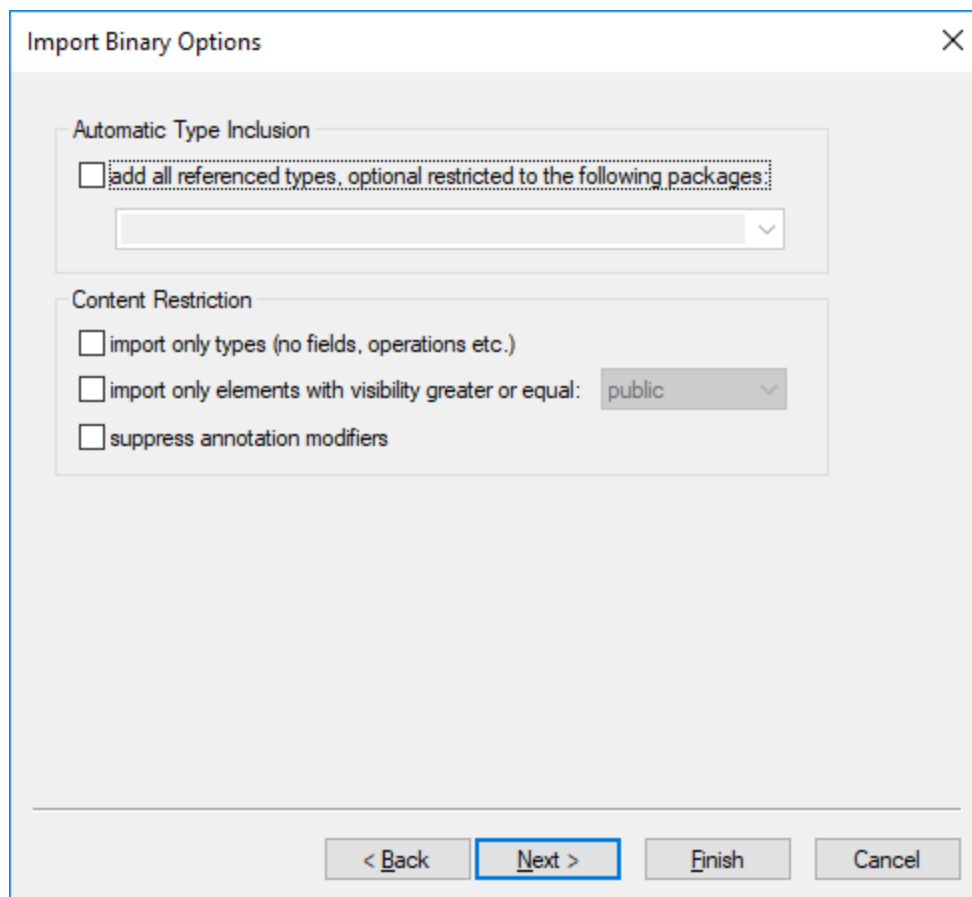 Import Binary Options
Automatic Type Inclusion
add all referenced types, optional restricted to the following packages:
Content Restriction
import only types (no fields, operations etc.)
import only elements with visibility greater or equal: public
suppress annotation modifiers
< Back Next > Finish Cancel